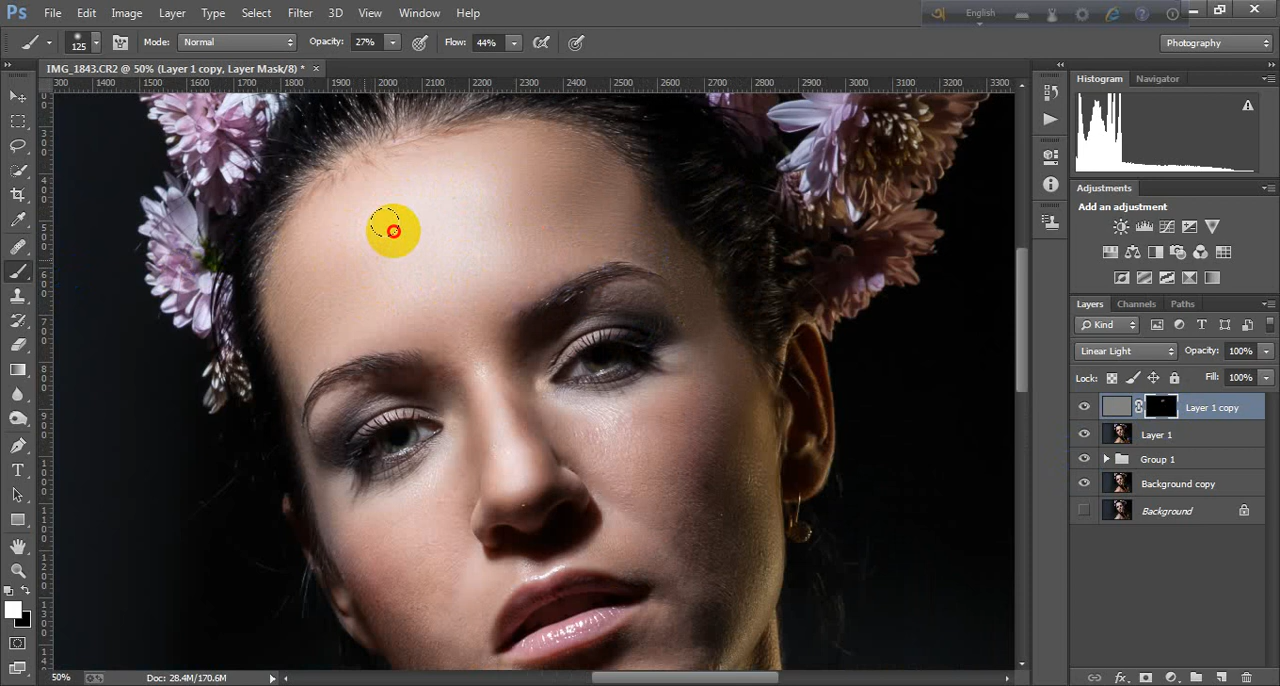 Ps File Edit Image Layer Type Select Filter 3D View Window Help
English
125 Mode: Normal Opacity: 27% Flow: 44% Photography
IMG_1843.CR2 @ 50% (Layer 1 copy, Layer Mask/8) * ×
300 1500 1600 1700 1800 1900 2000 2100 2200 2300 2400 2500 2600 2700 2800 2900 3000 3100 3200 3300
Histogram Navigator
Adjustments
Add an adjustment
Layers Channels Paths
Kind
Linear Light Opacity: 100%
Lock: Fill: 100%
Layer 1 copy
Layer 1
Group 1
Background copy
Background
50% Doc: 28.4M/170.6M